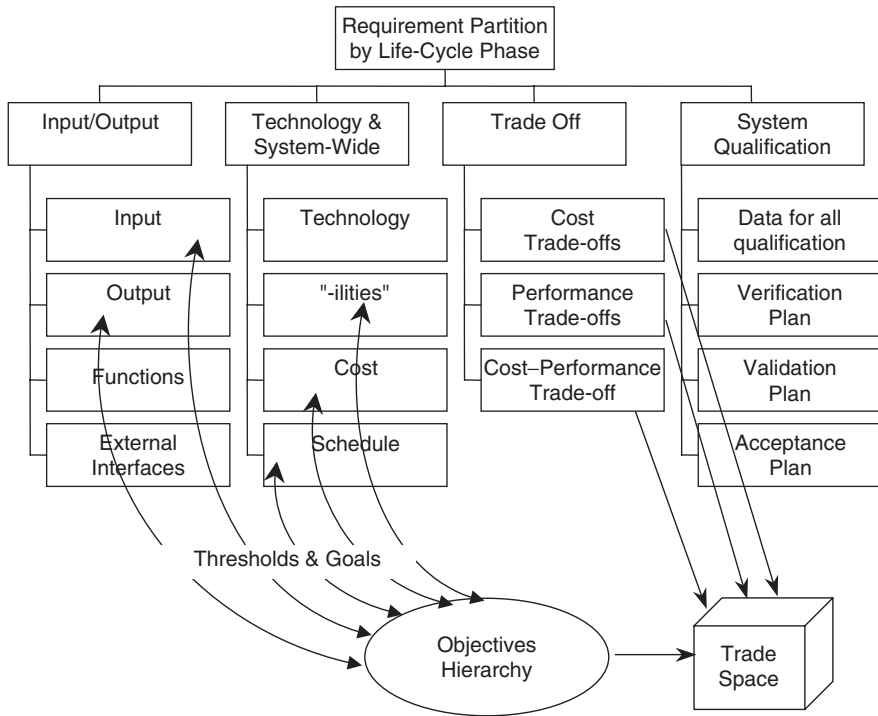 Requirement Partition
by Life-Cycle Phase
Input/Output
Technology &
System-Wide
Trade Off
System
Qualification
Input
Output
Functions
External
Interfaces
Technology
"-ilities"
Cost
Schedule
Cost
Trade-offs
Performance
Trade-offs
Cost–Performance
Trade-off
Data for all
qualification
Verification
Plan
Validation
Plan
Acceptance
Plan
Thresholds & Goals
Objectives
Hierarchy
Trade
Space